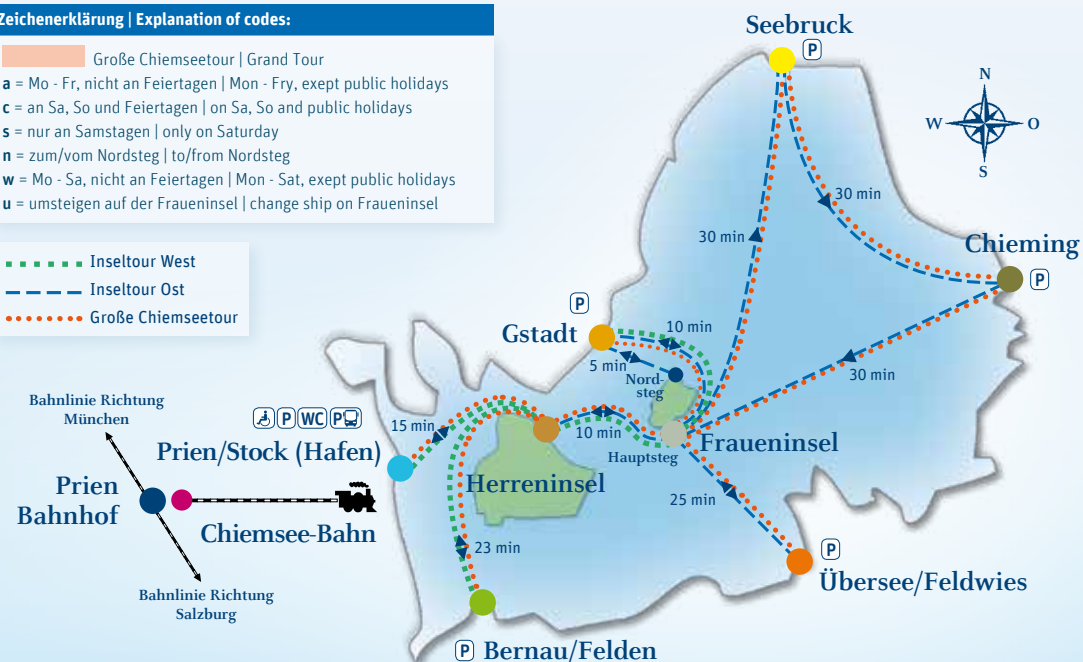 Zeichenerklärung | Explanation of codes:
Große Chiemseetour | Grand Tour
a = Mo - Fr, nicht an Feiertagen | Mon - Fry, exept public holidays
c = an Sa, So und Feiertagen | on Sa, So and public holidays
s = nur an Samstagen | only on Saturday
n = zum/vom Nordsteg | to/from Nordsteg
w = Mo - Sa, nicht an Feiertagen | Mon - Sat, exept public holidays
u = umsteigen auf der Fraueninsel | change ship on Fraueninsel
Inseltour West
Inseltour Ost
Große Chiemseetour
Seebruck
P
N
W
O
S
30 min
30 min
Chieming
P
P
Gstadt
10 min
5 min
Nord-
steg
30 min
Bahnlinie Richtung
München
P WC P
15 min
Prien/Stock (Hafen)
10 min
Hauptsteg
Fraueninsel
Herreninsel
Prien
Bahnhof
Chiemsee-Bahn
25 min
23 min
P
Übersee/Feldwies
Bahnlinie Richtung
Salzburg
P Bernau/Felden